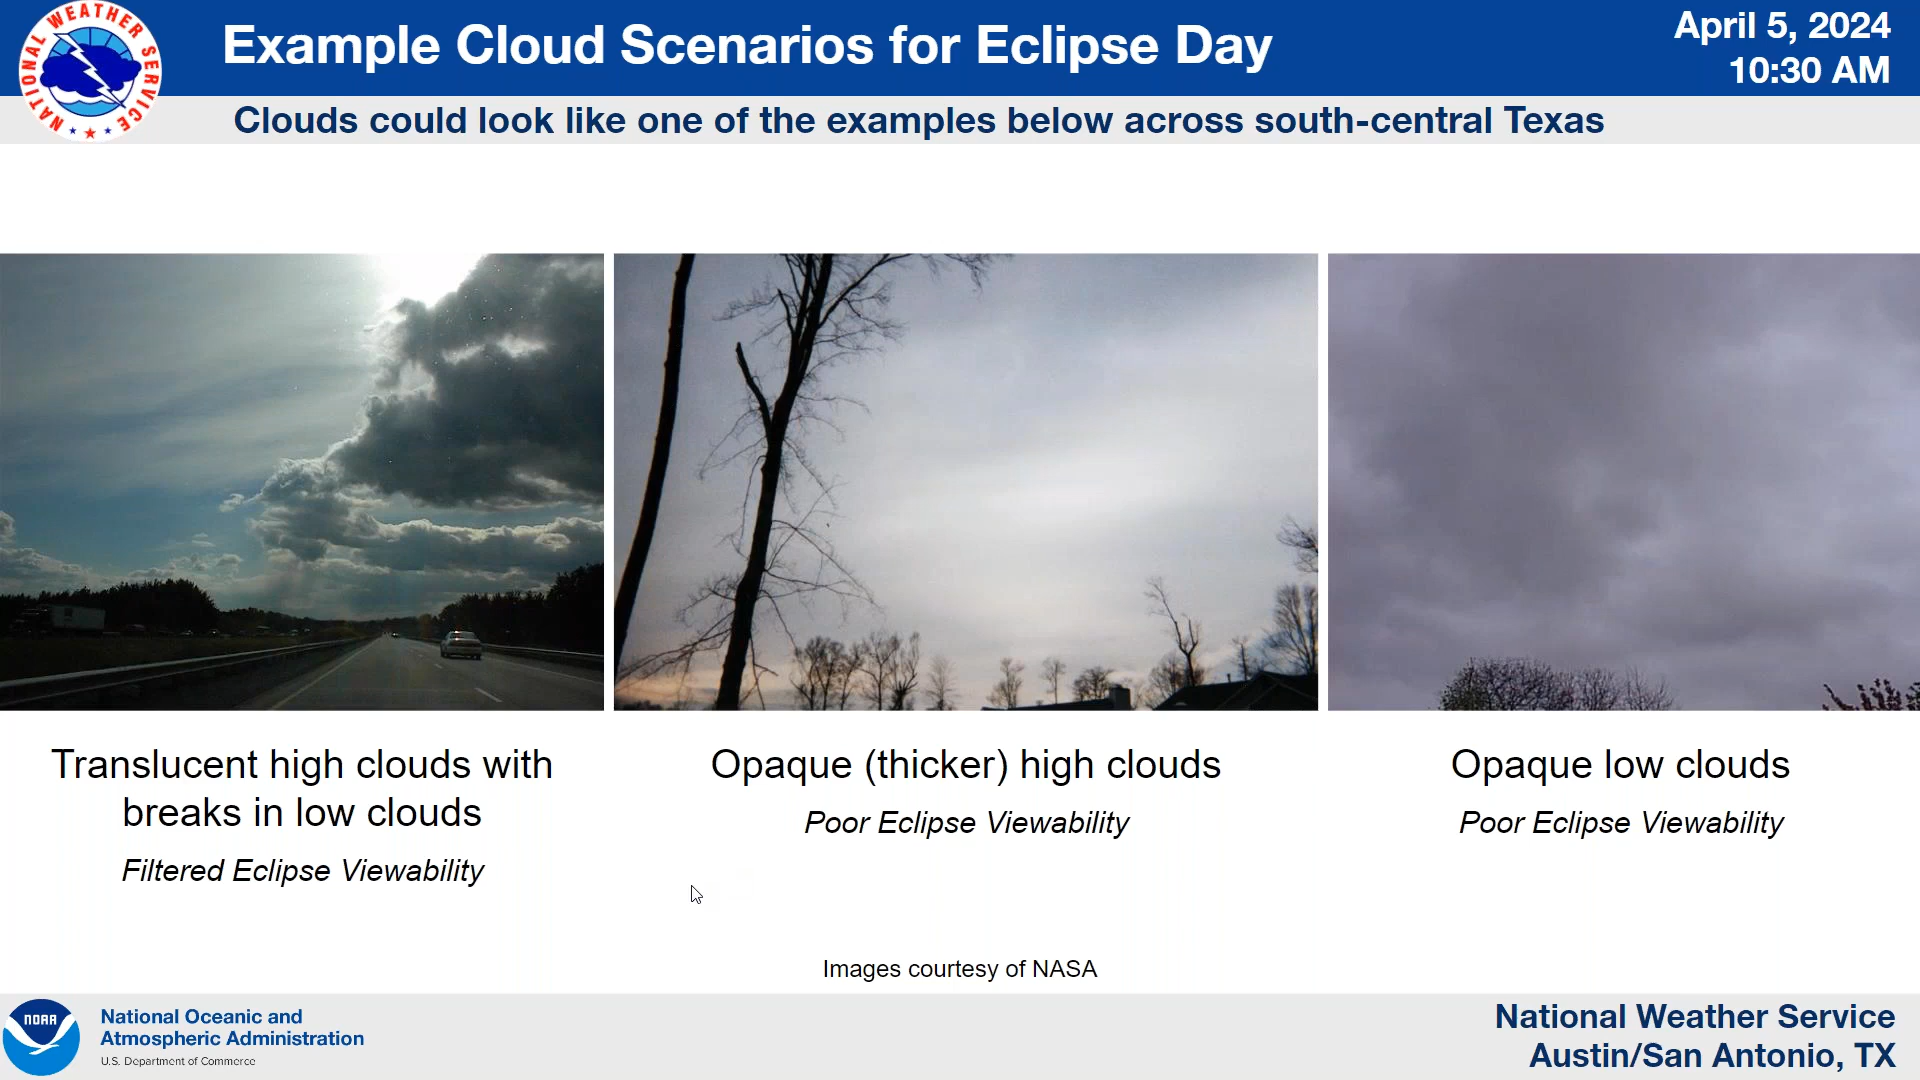 NATIONAL WEATHER SERVICE
Example Cloud Scenarios for Eclipse Day
April 5, 2024
10:30 AM
Clouds could look like one of the examples below across south-central Texas
Translucent high clouds with
breaks in low clouds
Filtered Eclipse Viewability
Opaque (thicker) high clouds
Poor Eclipse Viewability
Opaque low clouds
Poor Eclipse Viewability
Images courtesy of NASA
NOAA
National Oceanic and
Atmospheric Administration
U.S. Department of Commerce
National Weather Service
Austin/San Antonio, TX